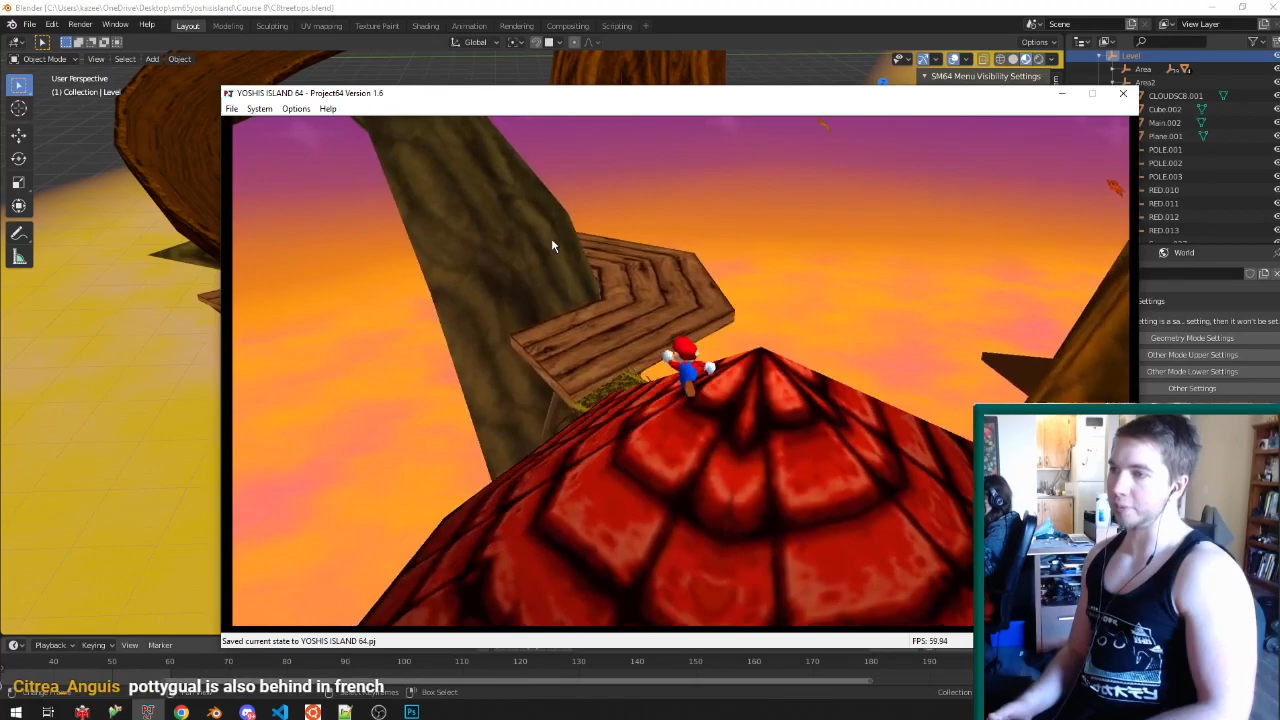 Blender [C:\Users\kazee\OneDrive\Desktop\sm65yoshisisland\Course 8\C8treetops.blend]
File Edit Render Window Help
Layout Modeling Sculpting UV Editing Texture Paint Shading Animation Rendering Compositing Scripting +
Scene
View Layer
Global
Options
Level
Object Mode View Select Add Object
User Perspective
(1) Collection | Level
SM64 Menu Visibility Settings
Area
Area2
CLOUDSC8.001
Cube.002
Main.002
Plane.001
POLE.001
POLE.002
POLE.003
RED.010
RED.011
RED.012
RED.013
World
YOSHIS ISLAND 64 - Project64 Version 1.6
File System Options Help
Geometry Mode Settings
Other Mode Upper Settings
Other Mode Lower Settings
Other Settings
Saved current state to YOSHIS ISLAND 64.pj
FPS: 59.94
Playback Keying View Marker
40 60 70 80 90 100 110 120 130 140 150 160 170 180 190
Box Select
Collection
Citrea_Anguis pottygual is also behind in french